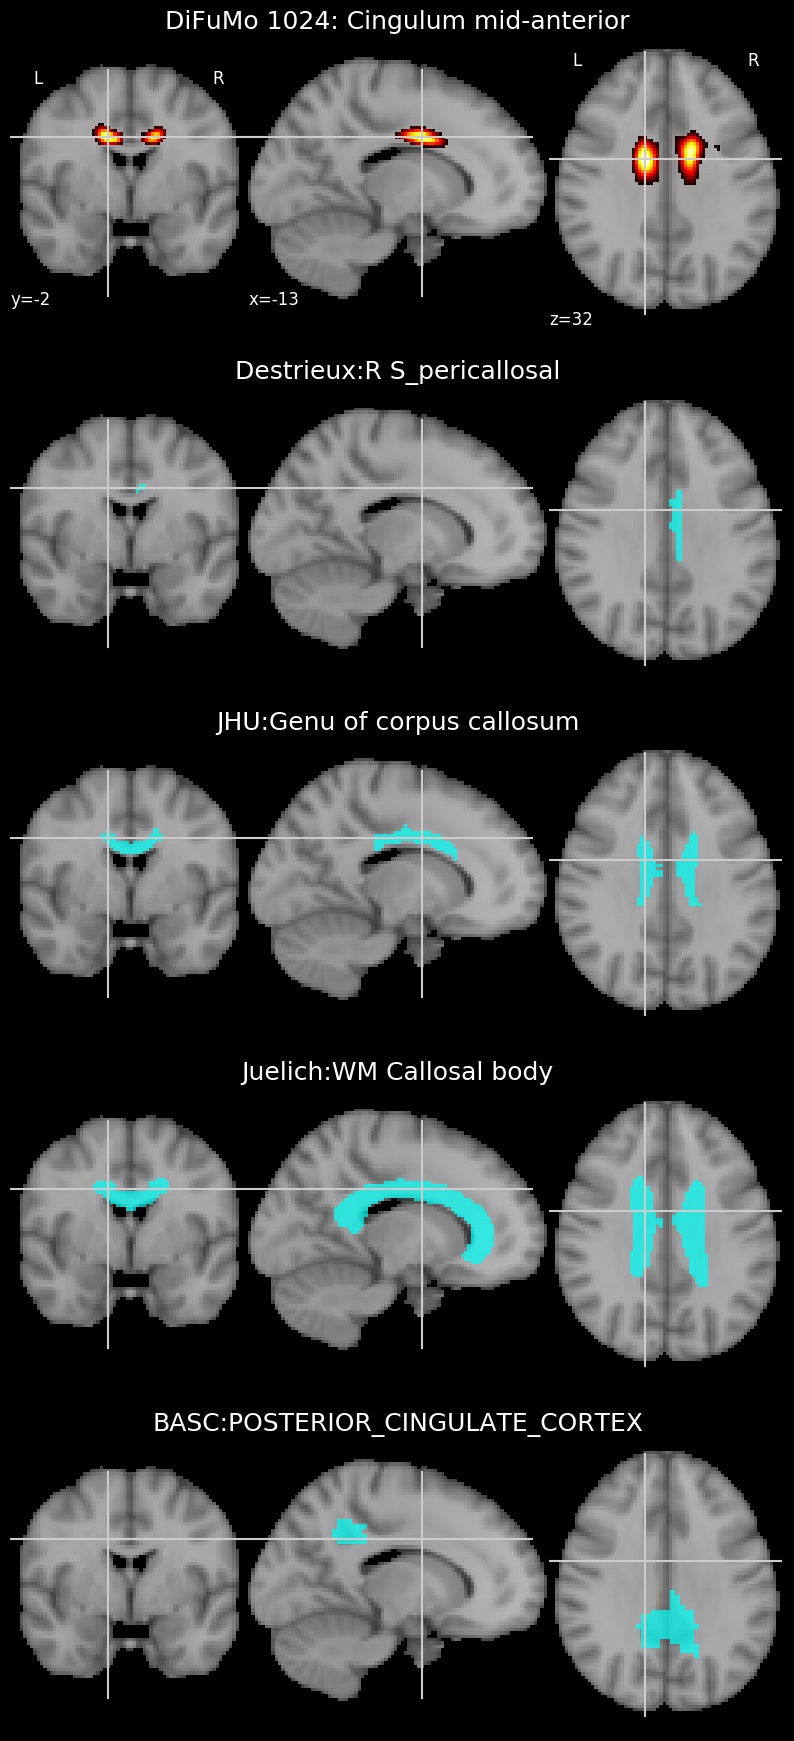 DiFuMo 1024: Cingulum mid-anterior
L
R
L
R
y=-2
x=-13
z=32
Destrieux:R S_pericallosal
JHU:Genu of corpus callosum
Juelich:WM Callosal body
BASC:POSTERIOR_CINGULATE_CORTEX